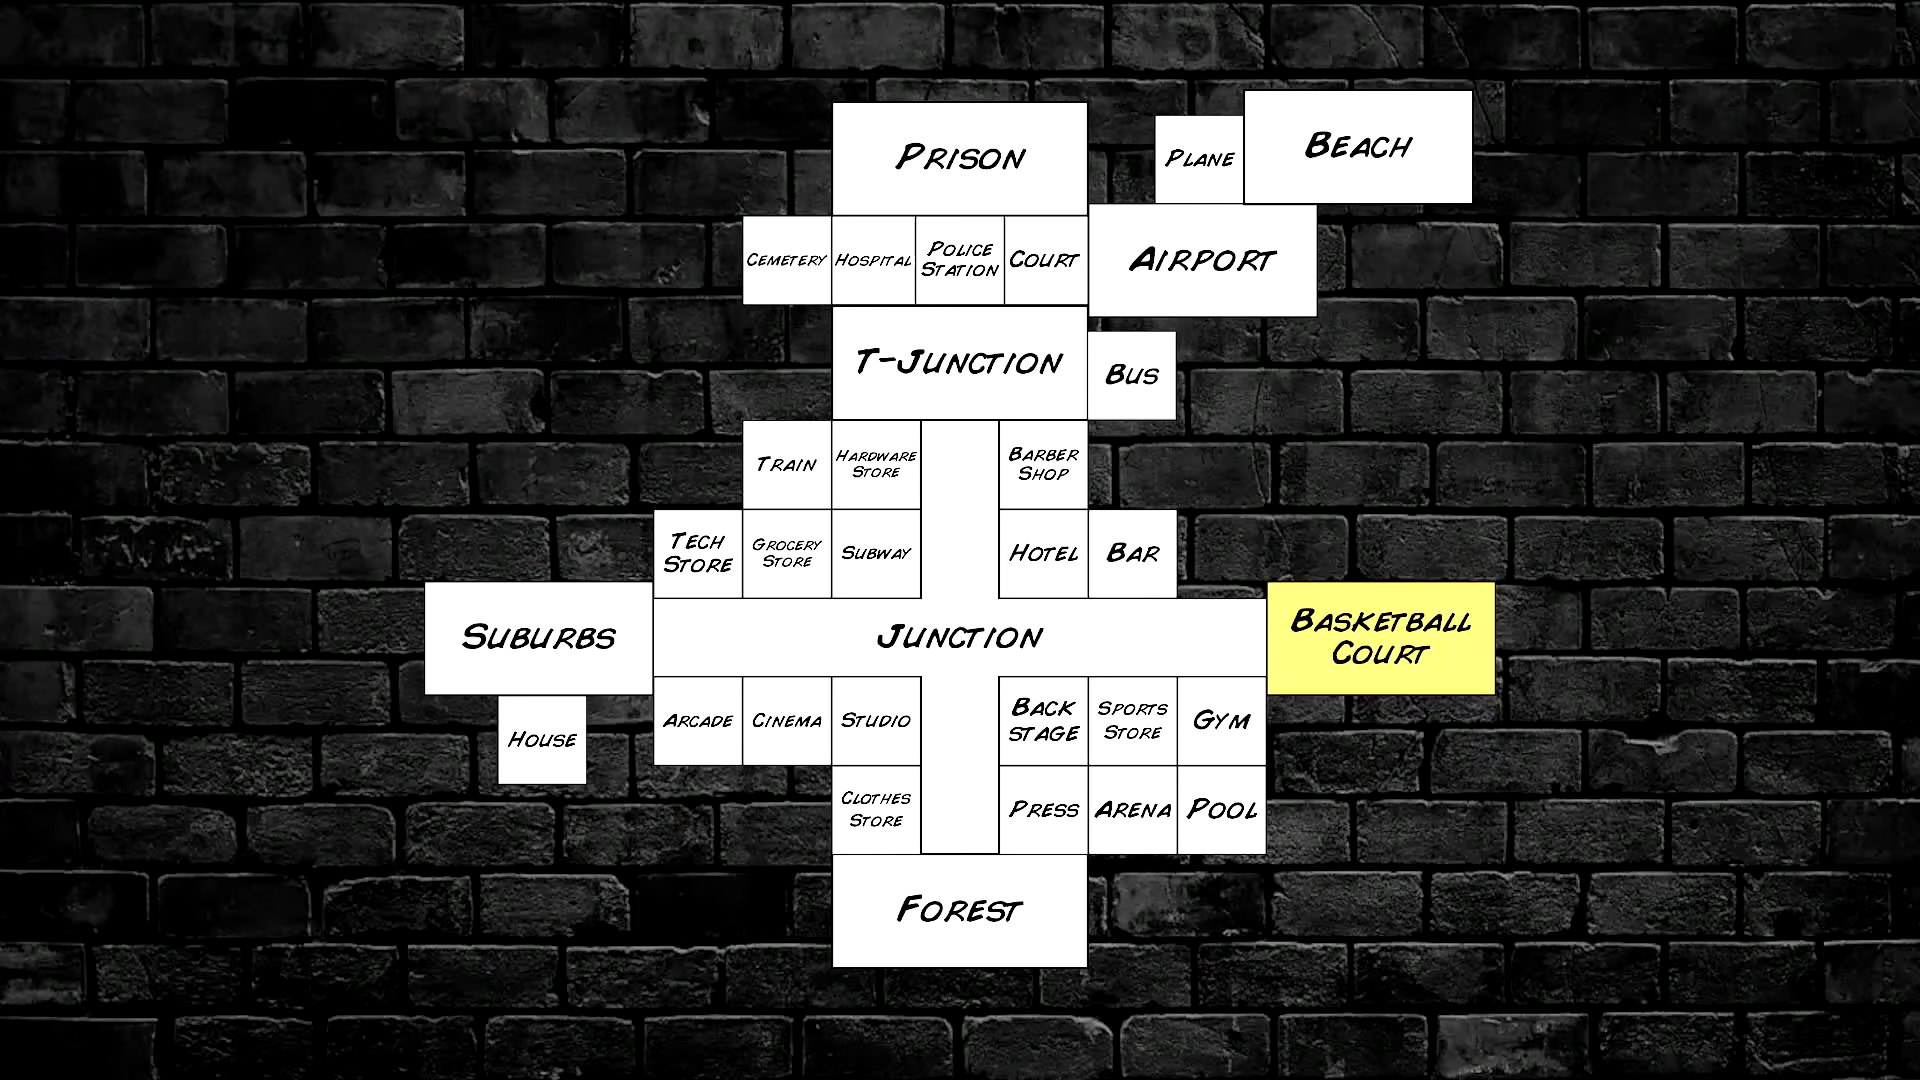 PRISON
PLANE
BEACH
CEMETERY
HOSPITAL
POLICE
STATION
COURT
AIRPORT
T-JUNCTION
BUS
TRAIN
HARDWARE
STORE
BARBER
SHOP
TECH
STORE
GROCERY
STORE
SUBWAY
HOTEL
BAR
SUBURBS
JUNCTION
BASKETBALL
COURT
HOUSE
ARCADE
CINEMA
STUDIO
BACK
STAGE
SPORTS
STORE
GYM
CLOTHES
STORE
PRESS
ARENA
POOL
FOREST